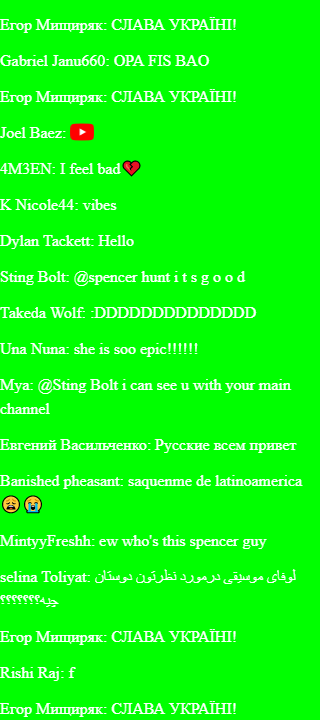 Егор Мищиряк: СЛАВА УКРАЇНІ!
Gabriel Janu660: OPA FIS BAO
Егор Мищиряк: СЛАВА УКРАЇНІ!
Joel Baez:
4M3EN: I feel bad💔
K Nicole44: vibes
Dylan Tackett: Hello
Sting Bolt: @spencer hunt i t s g o o d
Takeda Wolf: :DDDDDDDDDDDDDD
Una Nuna: she is soo epic!!!!!!
Mya: @Sting Bolt i can see u with your main
channel
Евгений Васильченко: Русские всем привет
Banished pheasant: saquenme de latinoamerica
😩😭
MintyyFreshh: ew who's this spencer guy
selina Toliyat: لوفای موسیقی درمورد نظرتون دوستان
چیه؟؟؟؟؟؟؟
Егор Мищиряк: СЛАВА УКРАЇНІ!
Rishi Raj: f
Егор Мищиряк: СЛАВА УКРАЇНІ!